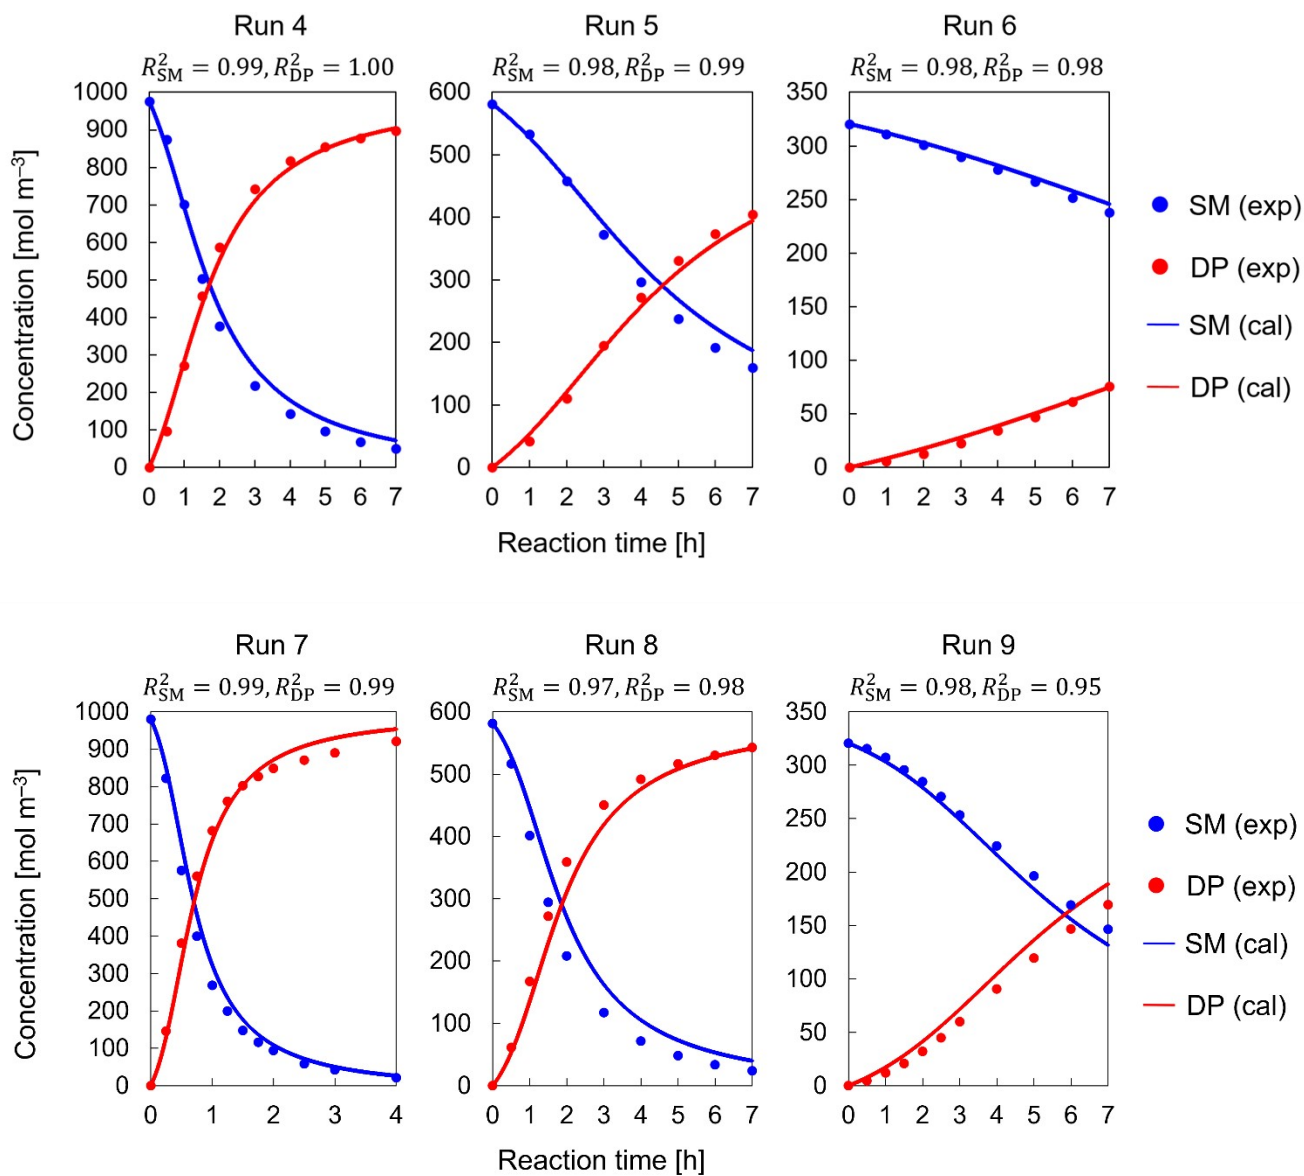 Run 4
Run 5
Run 6
R²SM = 0.99, R²DP = 1.00
R²SM = 0.98, R²DP = 0.99
R²SM = 0.98, R²DP = 0.98
Concentration [mol m⁻³]
1000
900
800
700
600
500
400
300
200
100
0
0 1 2 3 4 5 6 7
600
500
400
300
200
100
0
0 1 2 3 4 5 6 7
350
300
250
200
150
100
50
0
0 1 2 3 4 5 6 7
SM (exp)
DP (exp)
SM (cal)
DP (cal)
Reaction time [h]
Run 7
Run 8
Run 9
R²SM = 0.99, R²DP = 0.99
R²SM = 0.97, R²DP = 0.98
R²SM = 0.98, R²DP = 0.95
Concentration [mol m⁻³]
1000
900
800
700
600
500
400
300
200
100
0
0 1 2 3 4
600
500
400
300
200
100
0
0 1 2 3 4 5 6 7
350
300
250
200
150
100
50
0
0 1 2 3 4 5 6 7
SM (exp)
DP (exp)
SM (cal)
DP (cal)
Reaction time [h]